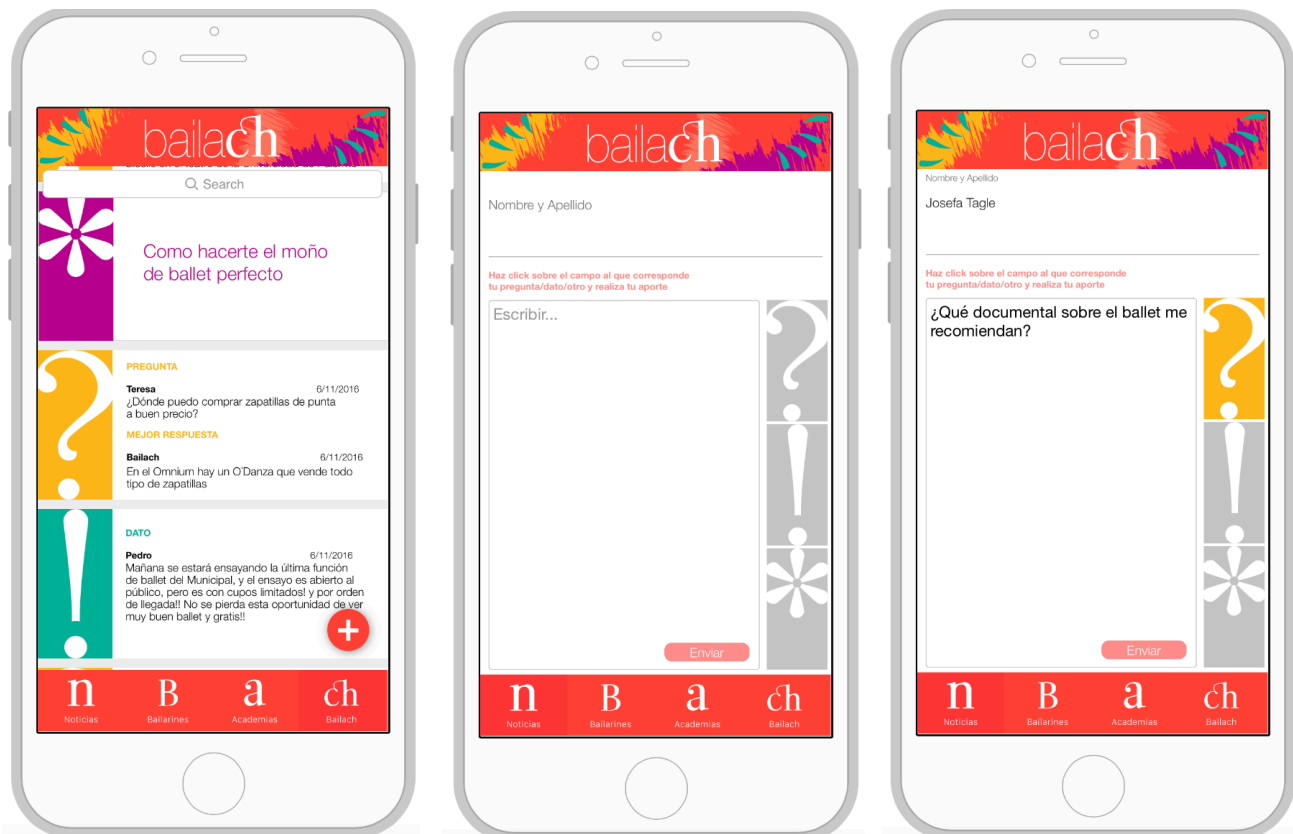 bailach
Search
Como hacerte el moño
de ballet perfecto
?
PREGUNTA
Teresa 6/11/2016
¿Dónde puedo comprar zapatillas de punta
a buen precio?
MEJOR RESPUESTA
Bailach 6/11/2016
En el Omnium hay un O´Danza que vende todo
tipo de zapatillas
!
DATO
Pedro 6/11/2016
Mañana se estará ensayando la última función
de ballet del Municipal, y el ensayo es abierto al
público, pero es con cupos limitados! y por orden
de llegada!! No se pierda esta oportunidad de ver
muy buen ballet y gratis!!
+
n B a ch
Noticias Bailarines Academias Bailach
bailach
Nombre y Apellido
Haz click sobre el campo al que corresponde
tu pregunta/dato/otro y realiza tu aporte
Escribir...
?
!
*
Enviar
n B a ch
Noticias Bailarines Academias Bailach
bailach
Nombre y Apellido
Josefa Tagle
Haz click sobre el campo al que corresponde
tu pregunta/dato/otro y realiza tu aporte
¿Qué documental sobre el ballet me
recomiendan?
?
!
*
Enviar
n B a ch
Noticias Bailarines Academias Bailach